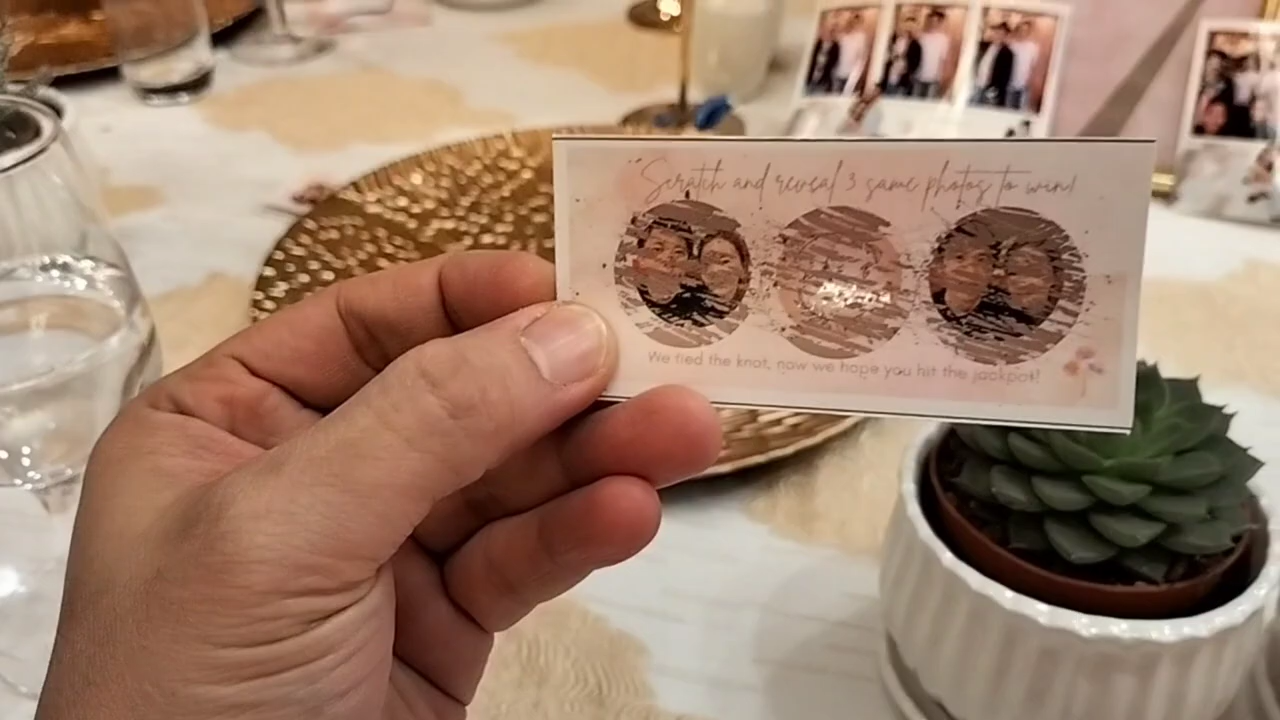 Scratch and reveal 3 same photos to win!
We tied the knot, now we hope you hit the jackpot!